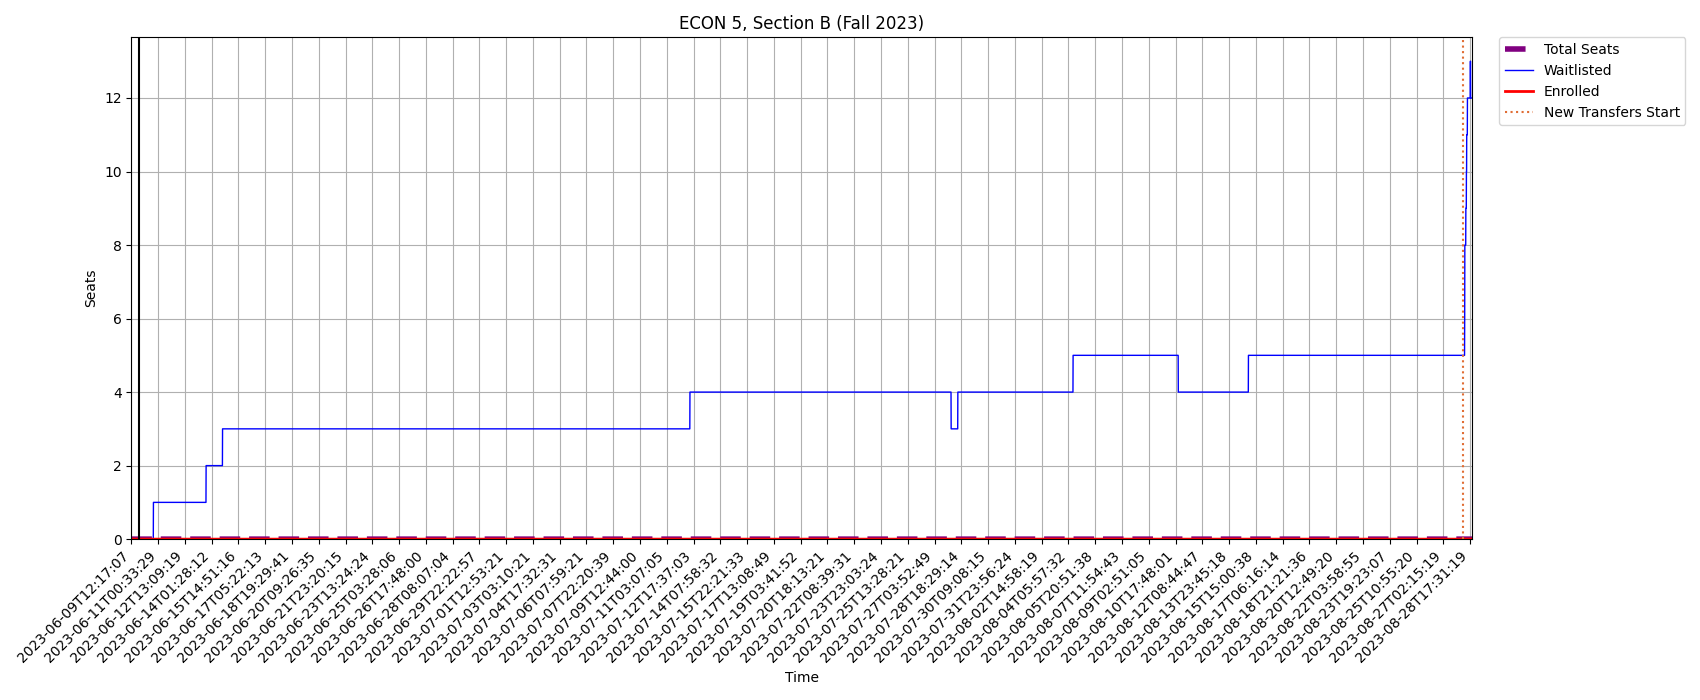 ECON 5, Section B (Fall 2023)
Total Seats
Waitlisted
Enrolled
New Transfers Start
Seats
12
10
8
6
4
2
0
2023-06-09T12:17:07
2023-06-11T00:33:29
2023-06-12T13:09:19
2023-06-14T01:28:12
2023-06-15T14:51:16
2023-06-17T05:22:13
2023-06-18T19:29:41
2023-06-20T09:26:35
2023-06-21T23:20:15
2023-06-23T13:24:24
2023-06-25T03:28:06
2023-06-26T17:48:00
2023-06-28T08:07:04
2023-06-29T22:22:57
2023-07-01T12:53:21
2023-07-03T03:10:21
2023-07-04T17:32:31
2023-07-06T07:59:21
2023-07-07T22:20:39
2023-07-09T12:44:00
2023-07-11T03:07:05
2023-07-12T17:37:03
2023-07-14T07:58:32
2023-07-15T22:21:33
2023-07-17T13:08:49
2023-07-19T03:41:52
2023-07-20T18:13:21
2023-07-22T08:39:31
2023-07-23T23:03:24
2023-07-25T13:28:21
2023-07-27T03:52:49
2023-07-28T18:29:14
2023-07-30T09:08:15
2023-07-31T23:56:24
2023-08-02T14:58:19
2023-08-04T05:57:32
2023-08-05T20:51:38
2023-08-07T11:54:43
2023-08-09T02:51:05
2023-08-10T17:48:01
2023-08-12T08:44:47
2023-08-13T23:45:18
2023-08-15T15:00:38
2023-08-17T06:16:14
2023-08-18T21:21:36
2023-08-20T12:49:20
2023-08-22T03:58:55
2023-08-23T19:23:07
2023-08-25T10:55:20
2023-08-27T02:15:19
2023-08-28T17:31:19
Time